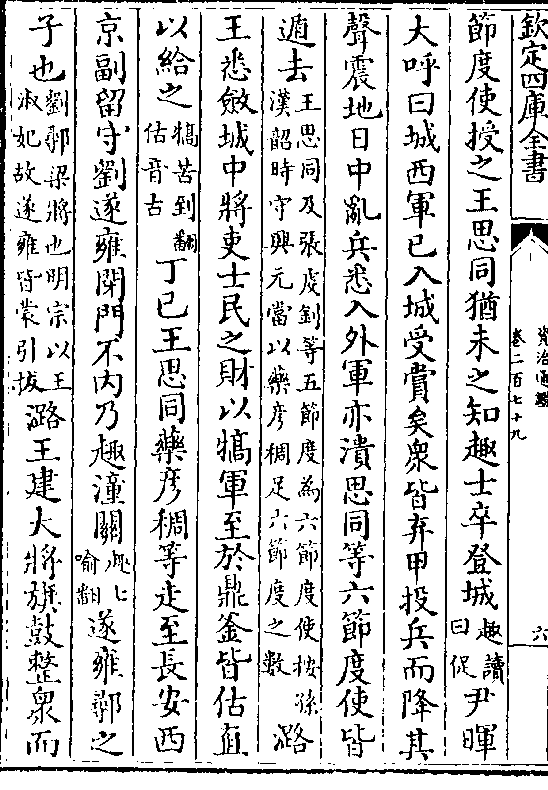 欽定四庫全書
資治通鑑
卷二百七十九
六
節度使授之王思同猶未之知趣士卒登城趣讀曰促尹暉
大呼曰城西軍已入城受賞矣衆皆弃甲投兵而降其
聲震地日中亂兵悉入外軍亦潰思同等六節度使皆
遁去王思同及張虔釗等五節度為六節度使按孫漢韶時守興元當以藥彦稠足六節度之數潞
王悉斂城中將吏士民之財以犒軍至於鼎釜皆估直
以給之犒苦到翻估音古丁巳王思同藥彦稠等走至長安西
京副留守劉遂雍閉門不内乃趣潼關趣七喻翻遂雍鄩之
子也劉鄩梁將也明宗以王淑妃故遂雍皆蒙引拔潞王建大將旗鼓整衆而